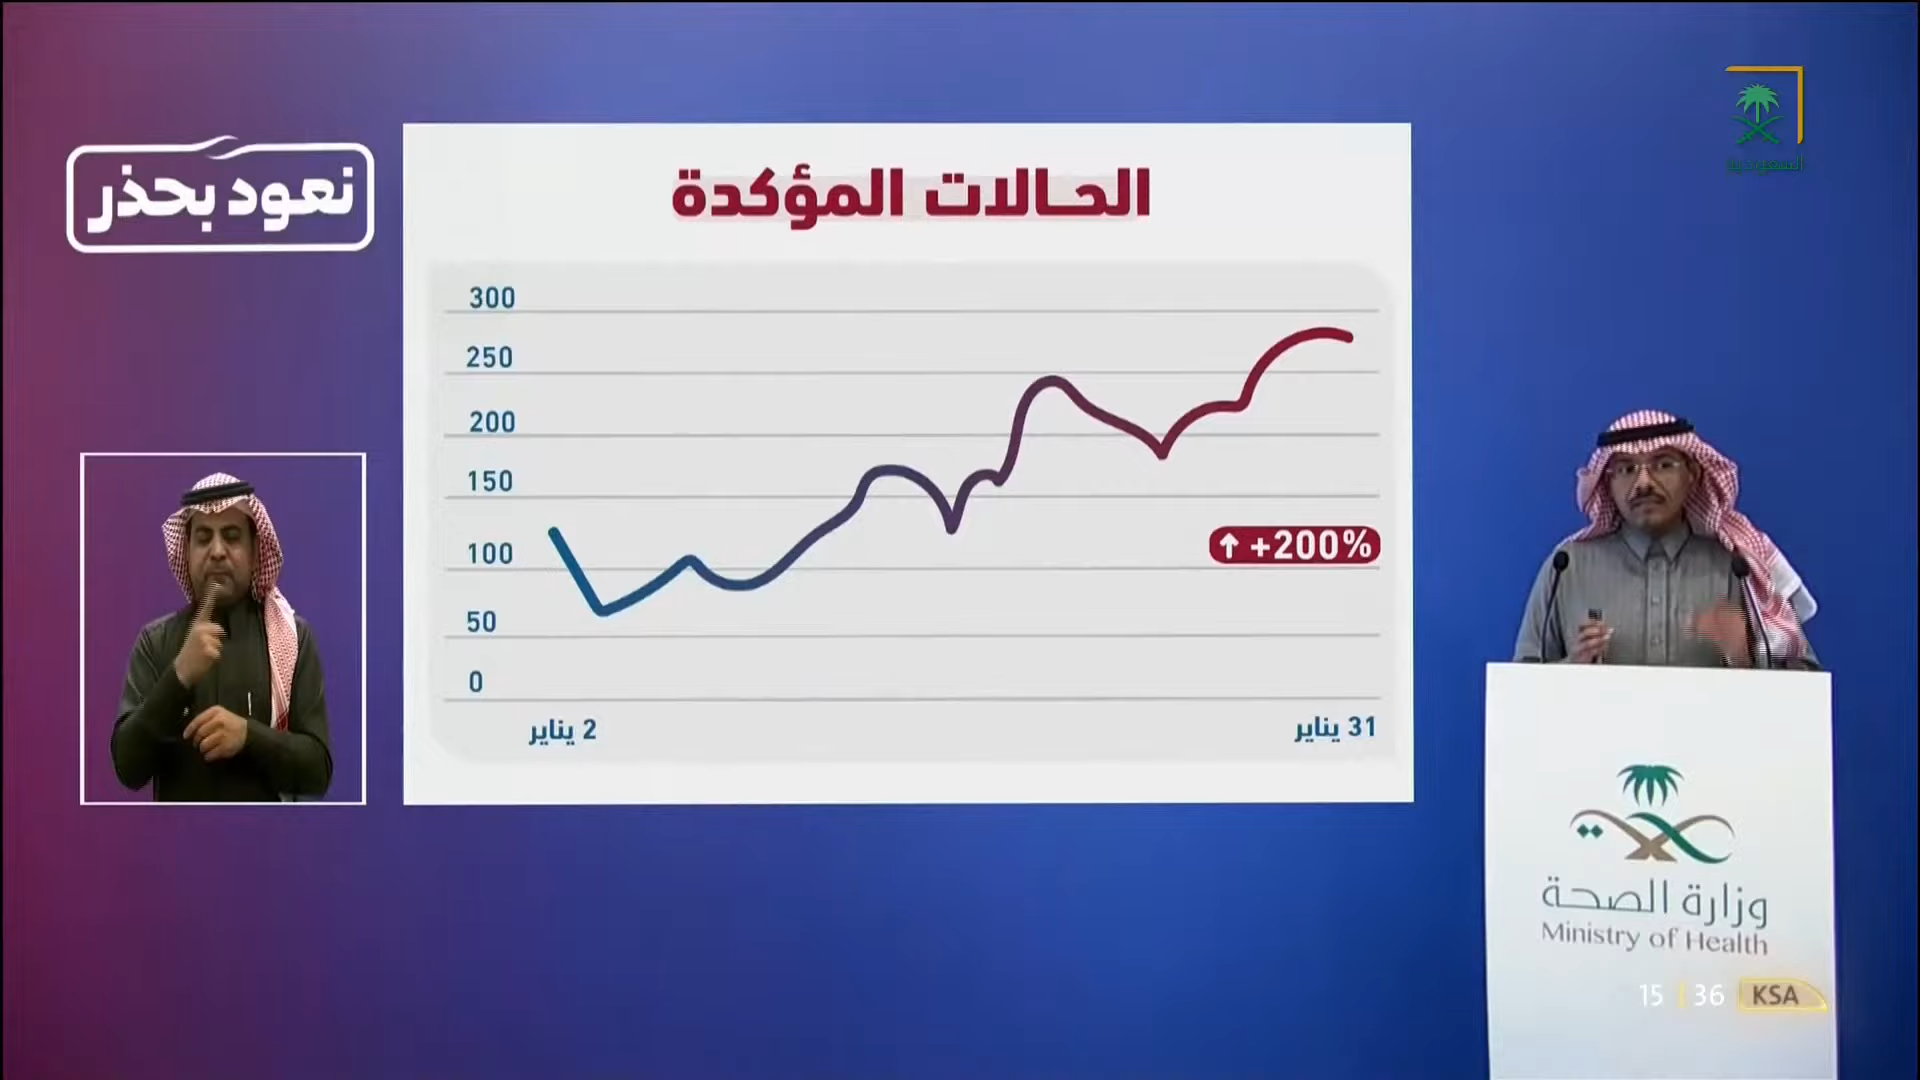 السعودية
نعود بحذر
الحالات المؤكدة
300
250
200
150
100
50
0
+200%
2 يناير
31 يناير
وزارة الصحة
Ministry of Health
15 36 KSA